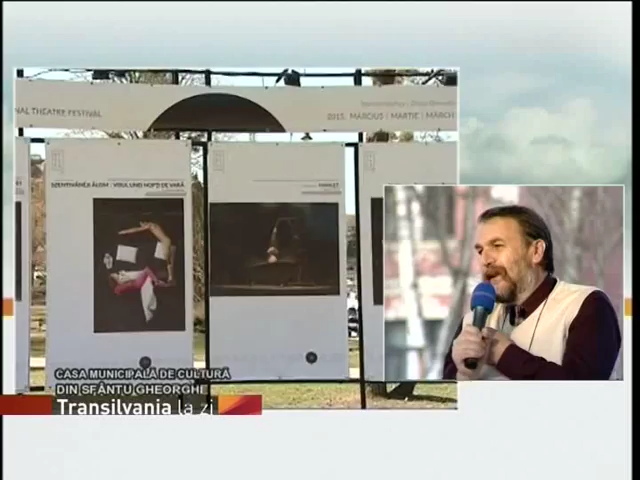 NAL THEATRE FESTIVAL
2015. MÁRCIUS / MARTIE / MARCH
SZENTIVÁNÉJI ÁLOM / VISUL UNEI NOPȚI DE VARĂ
HAMLET
CASA MUNICIPALĂ DE CULTURĂ
DIN SFÂNTU GHEORGHE
Transilvania la zi